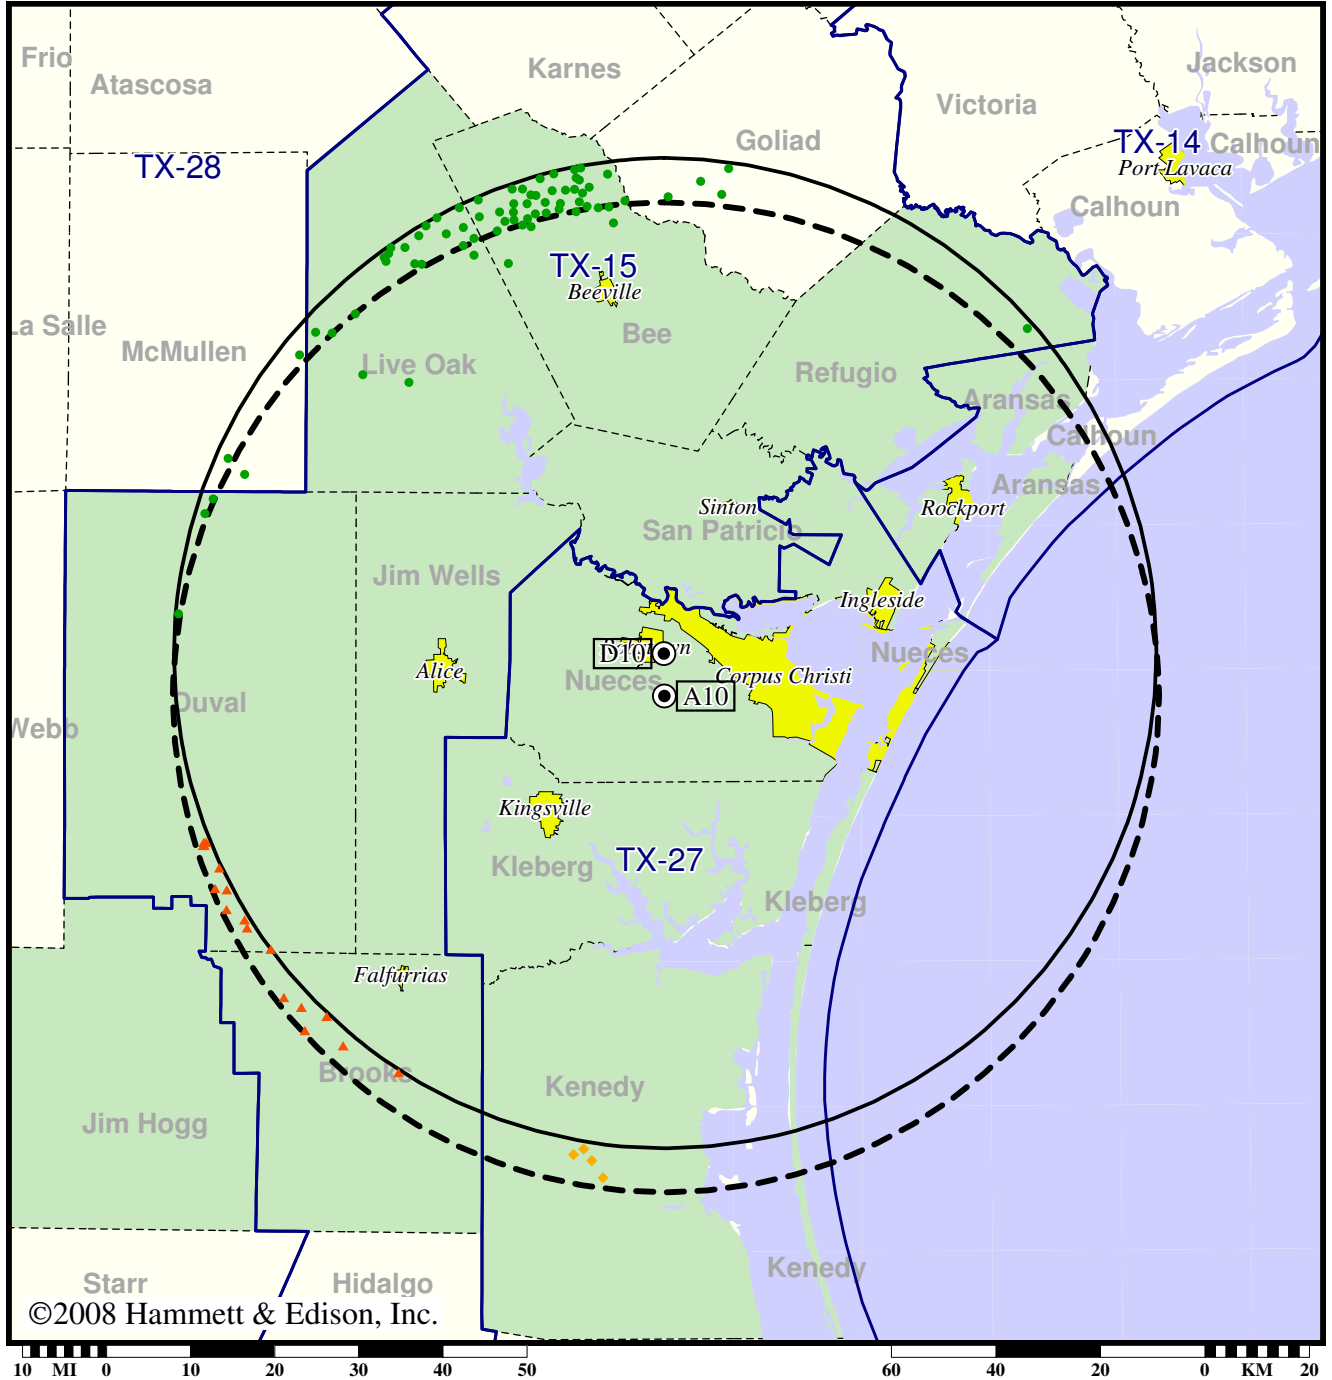 Frio
Atascosa
Karnes
Jackson
Victoria
Goliad
TX-14
Calhoun
TX-28
Port Lavaca
Calhoun
TX-15
Beeville
La Salle
McMullen
Bee
Live Oak
Refugio
Aransas
Calhoun
Aransas
Sinton
Rockport
San Patricio
Jim Wells
Ingleside
D10
Nueces
Alice
Nueces
Corpus Christi
A10
Duval
Webb
Kingsville
TX-27
Kleberg
Kleberg
Falfurrias
Brooks
Kenedy
Jim Hogg
Kenedy
Starr
Hidalgo
©2008 Hammett & Edison, Inc.
10 MI 0 10 20 30 40 50 60 40 20 0 KM 20